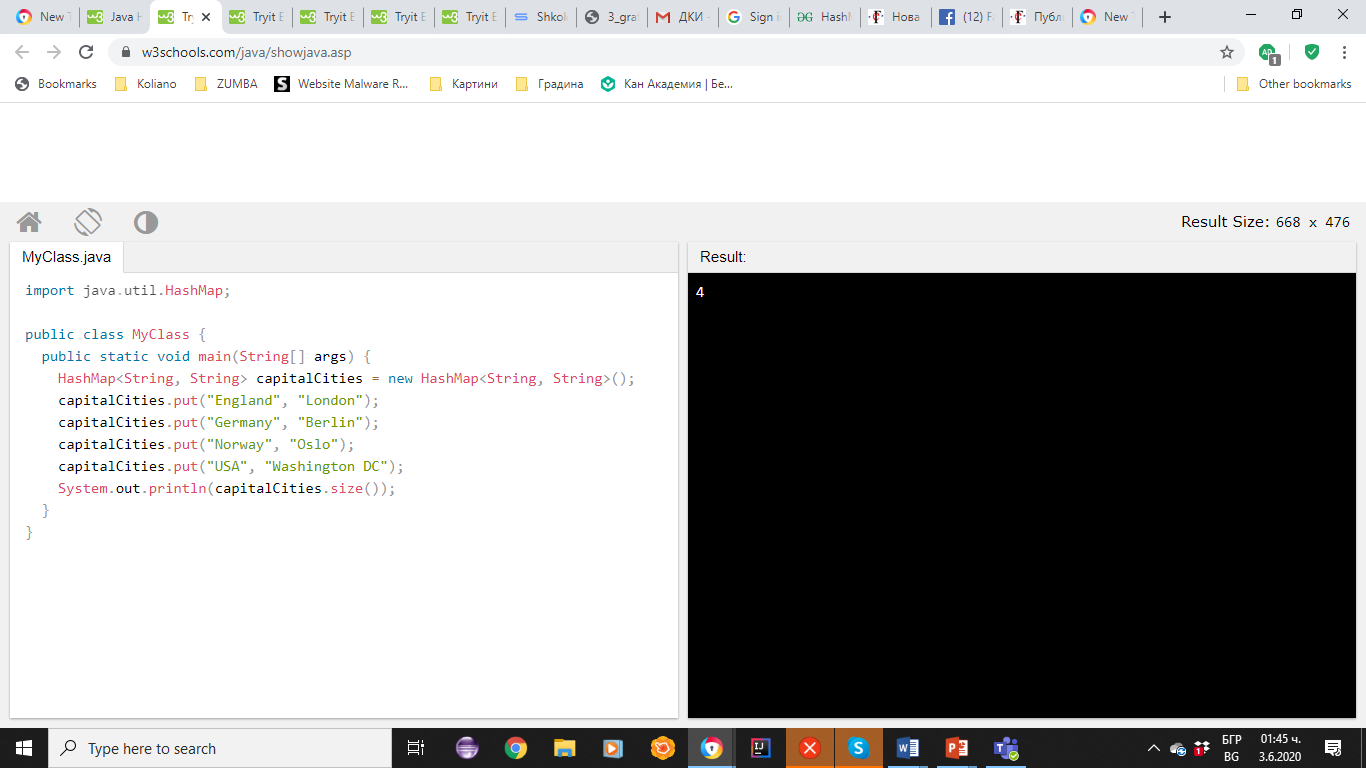 New T
Java H
Try
Tryit E
Tryit E
Tryit E
Tryit E
Shkol
3_gra
ДКИ -
Sign i
HashM
Нова
(12) F
Публ
New T
w3schools.com/java/showjava.asp
Bookmarks
Koliano
ZUMBA
Website Malware R...
Картини
Градина
Кан Академия | Бе...
Other bookmarks
Result Size: 668 x 476
MyClass.java
import java.util.HashMap;
public class MyClass {
public static void main(String[] args) {
HashMap<String, String> capitalCities = new HashMap<String, String>();
capitalCities.put("England", "London");
capitalCities.put("Germany", "Berlin");
capitalCities.put("Norway", "Oslo");
capitalCities.put("USA", "Washington DC");
System.out.println(capitalCities.size());
}
}
Result:
4
Type here to search
БГР
BG
01:45 ч.
3.6.2020